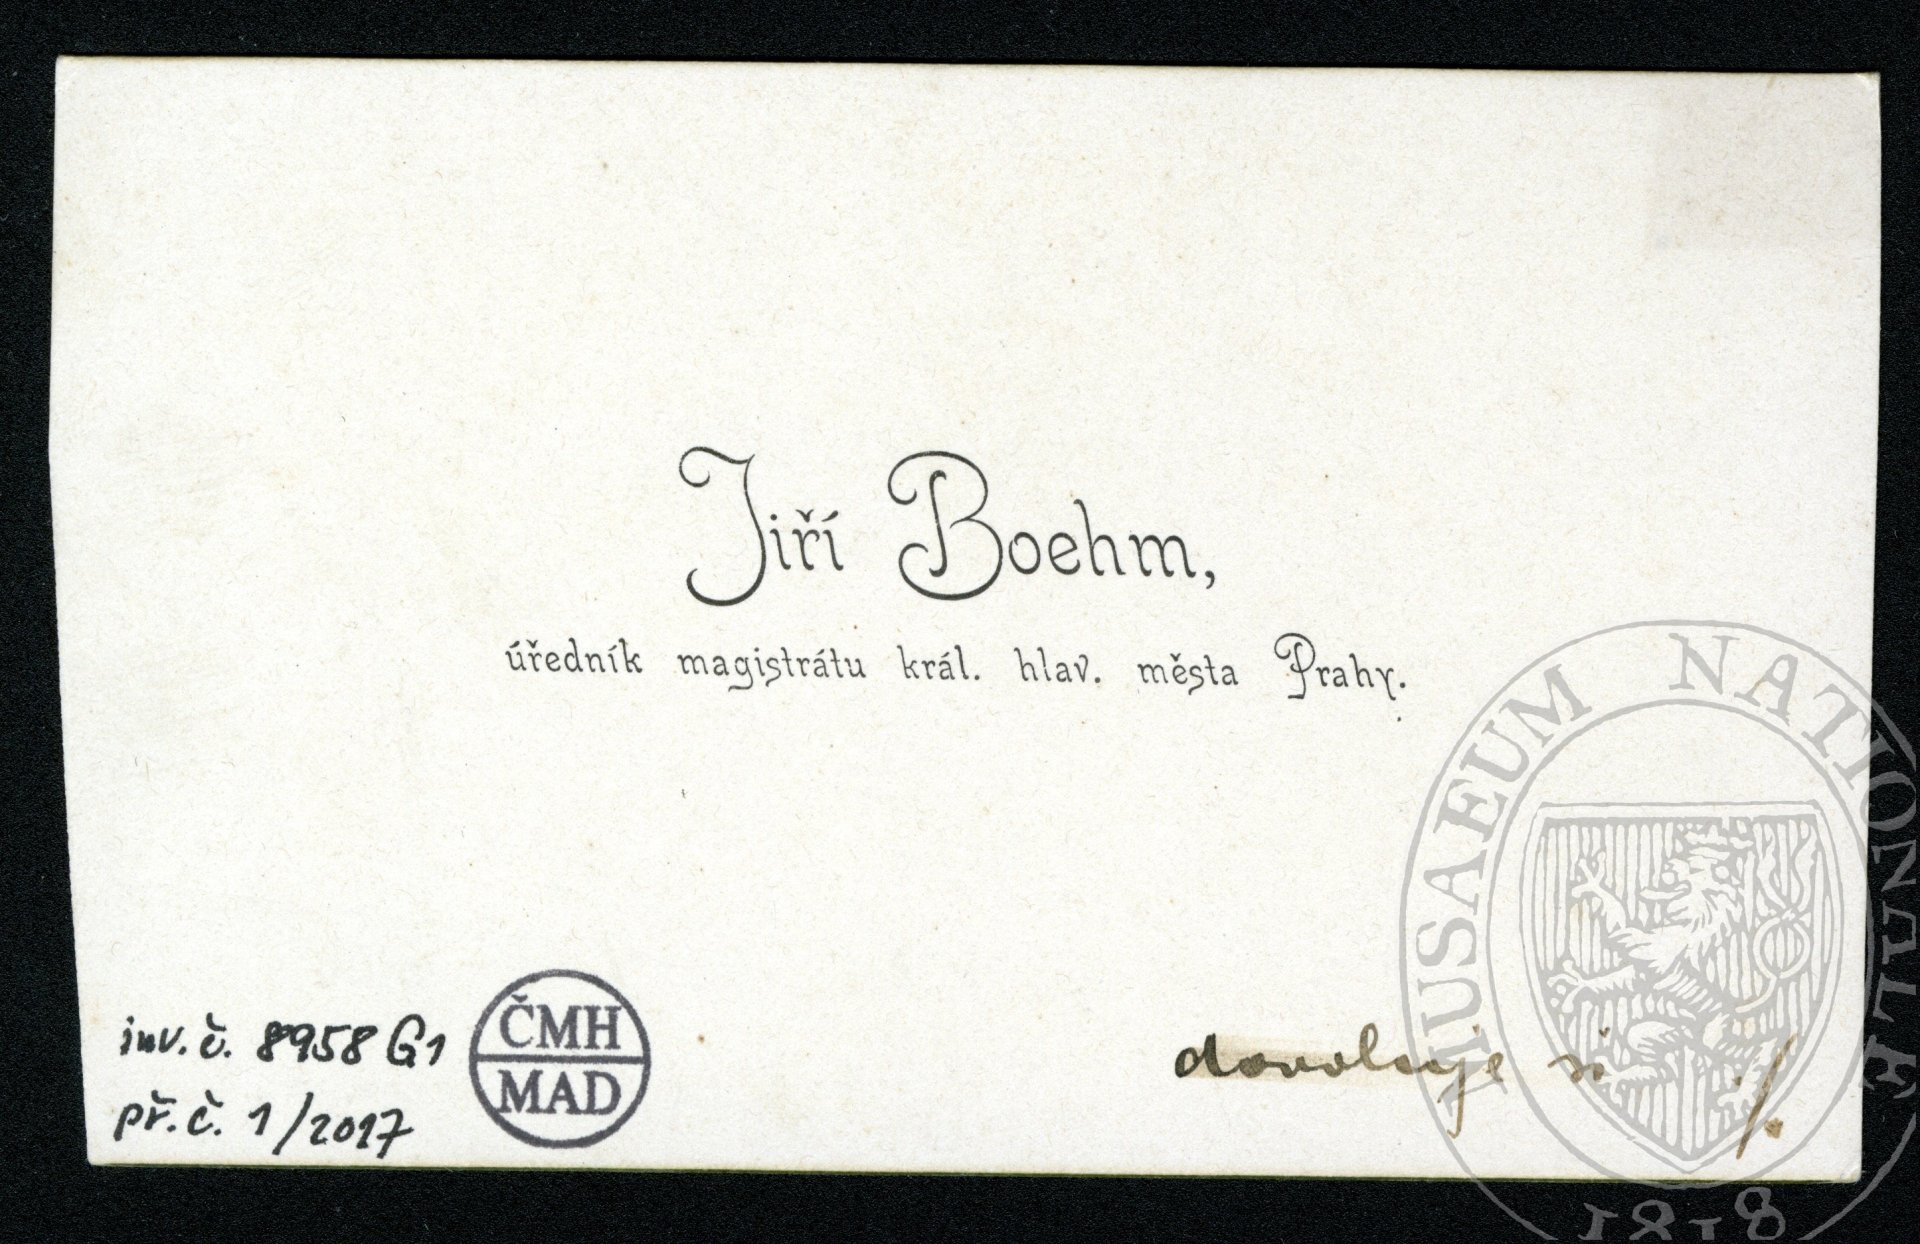 Jiří Boehm,
úředník magistrátu král. hlav. města Prahy.
inv. č. 8958 G1
př. č. 1/2017
ČMH
MAD
dovoluje si ./.
MUSAEUM NATIONALE
1818